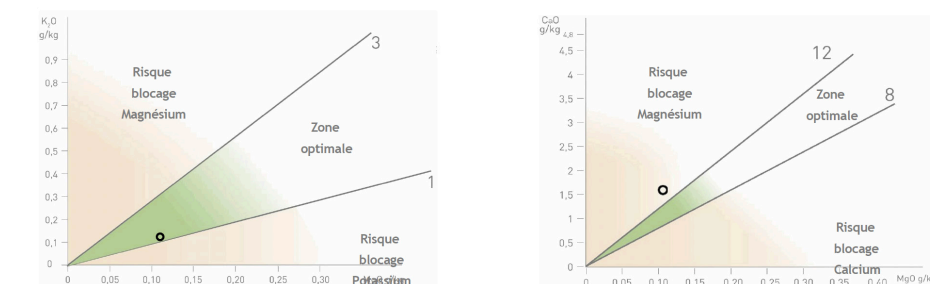 K₂O
g/kg
0,9
0,8
0,7
0,6
0,5
0,4
0,3
0,2
0,1
0
0 0,05 0,10 0,15 0,20 0,25 0,30
3
1
Risque
blocage
Magnésium
Zone
optimale
Risque
blocage
Potassium
CaO
g/kg
4,8
4,5
4
3,5
3
2,5
2
1,5
1
0,5
0
0 0,05 0,10 0,15 0,20 0,25 0,30 0,35 0,40 MgO g/k
12
8
Risque
blocage
Magnésium
Zone
optimale
Risque
blocage
Calcium